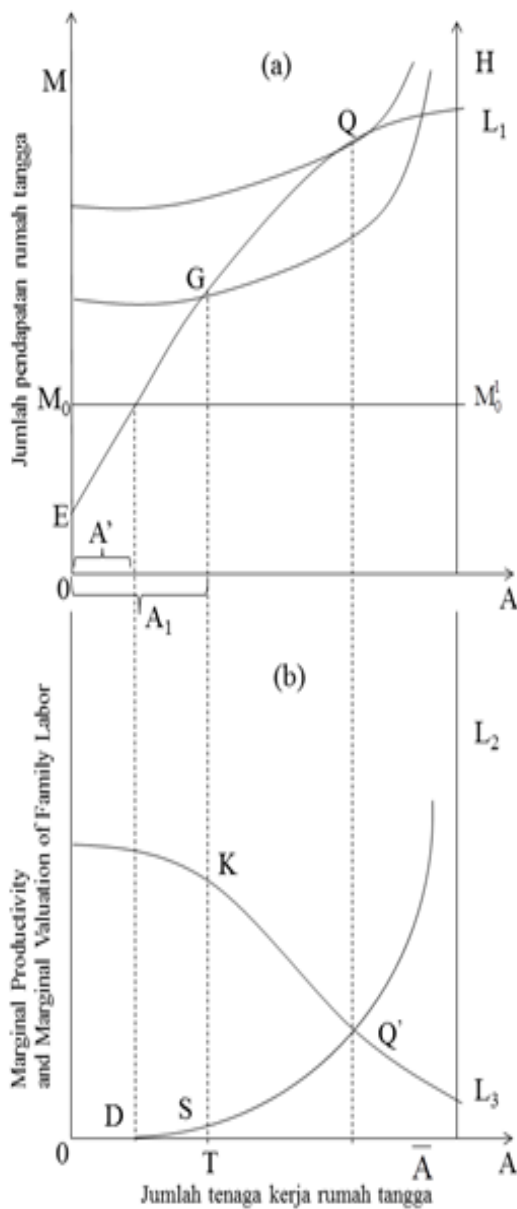 M
(a)
H
Q
L₁
Jumlah pendapatan rumah tangga
G
M₀
M₀¹
E
A'
0
A
A₁
(b)
Marginal Productivity
and Marginal Valuation of Family Labor
L₂
K
Q'
D
S
L₃
0
T
A̅
A
Jumlah tenaga kerja rumah tangga